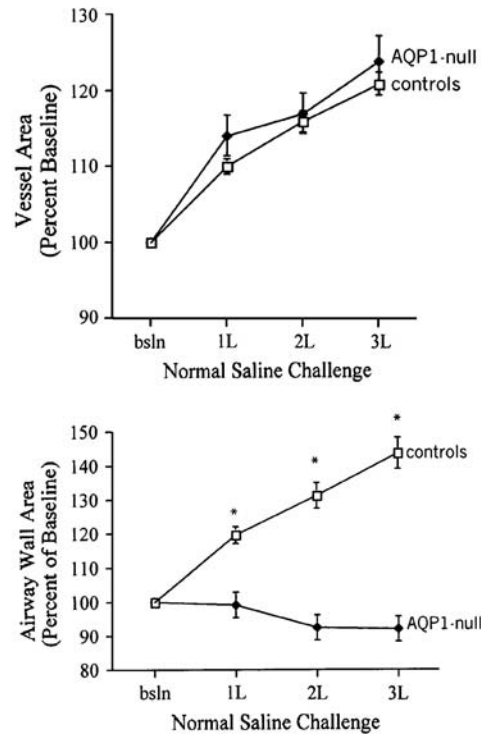 130
120
110
100
90
Vessel Area
(Percent Baseline)
AQP1-null
controls
bsln 1L 2L 3L
Normal Saline Challenge
150
140
130
120
110
100
90
80
Airway Wall Area
(Percent of Baseline)
* * *
controls
AQP1-null
bsln 1L 2L 3L
Normal Saline Challenge